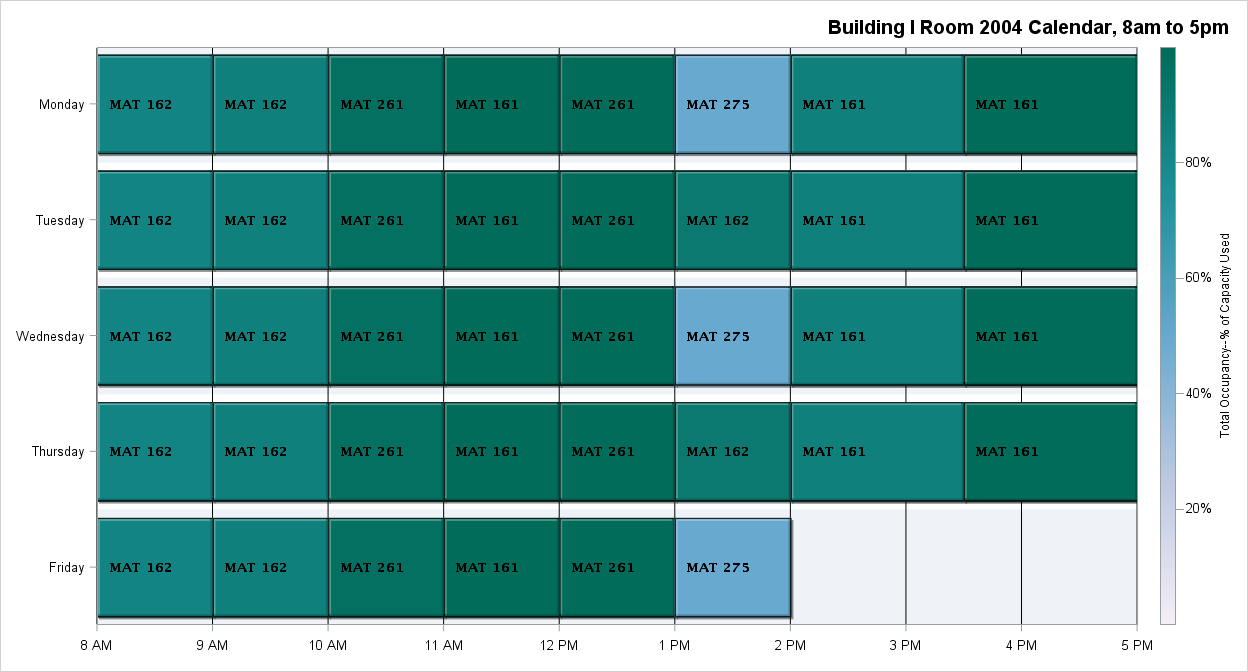 Building I Room 2004 Calendar, 8am to 5pm
Monday MAT 162 MAT 162 MAT 261 MAT 161 MAT 261 MAT 275 MAT 161 MAT 161
Tuesday MAT 162 MAT 162 MAT 261 MAT 161 MAT 261 MAT 162 MAT 161 MAT 161
Wednesday MAT 162 MAT 162 MAT 261 MAT 161 MAT 261 MAT 275 MAT 161 MAT 161
Thursday MAT 162 MAT 162 MAT 261 MAT 161 MAT 261 MAT 162 MAT 161 MAT 161
Friday MAT 162 MAT 162 MAT 261 MAT 161 MAT 261 MAT 275
8 AM 9 AM 10 AM 11 AM 12 PM 1 PM 2 PM 3 PM 4 PM 5 PM
80%
60%
40%
20%
Total Occupancy--% of Capacity Used